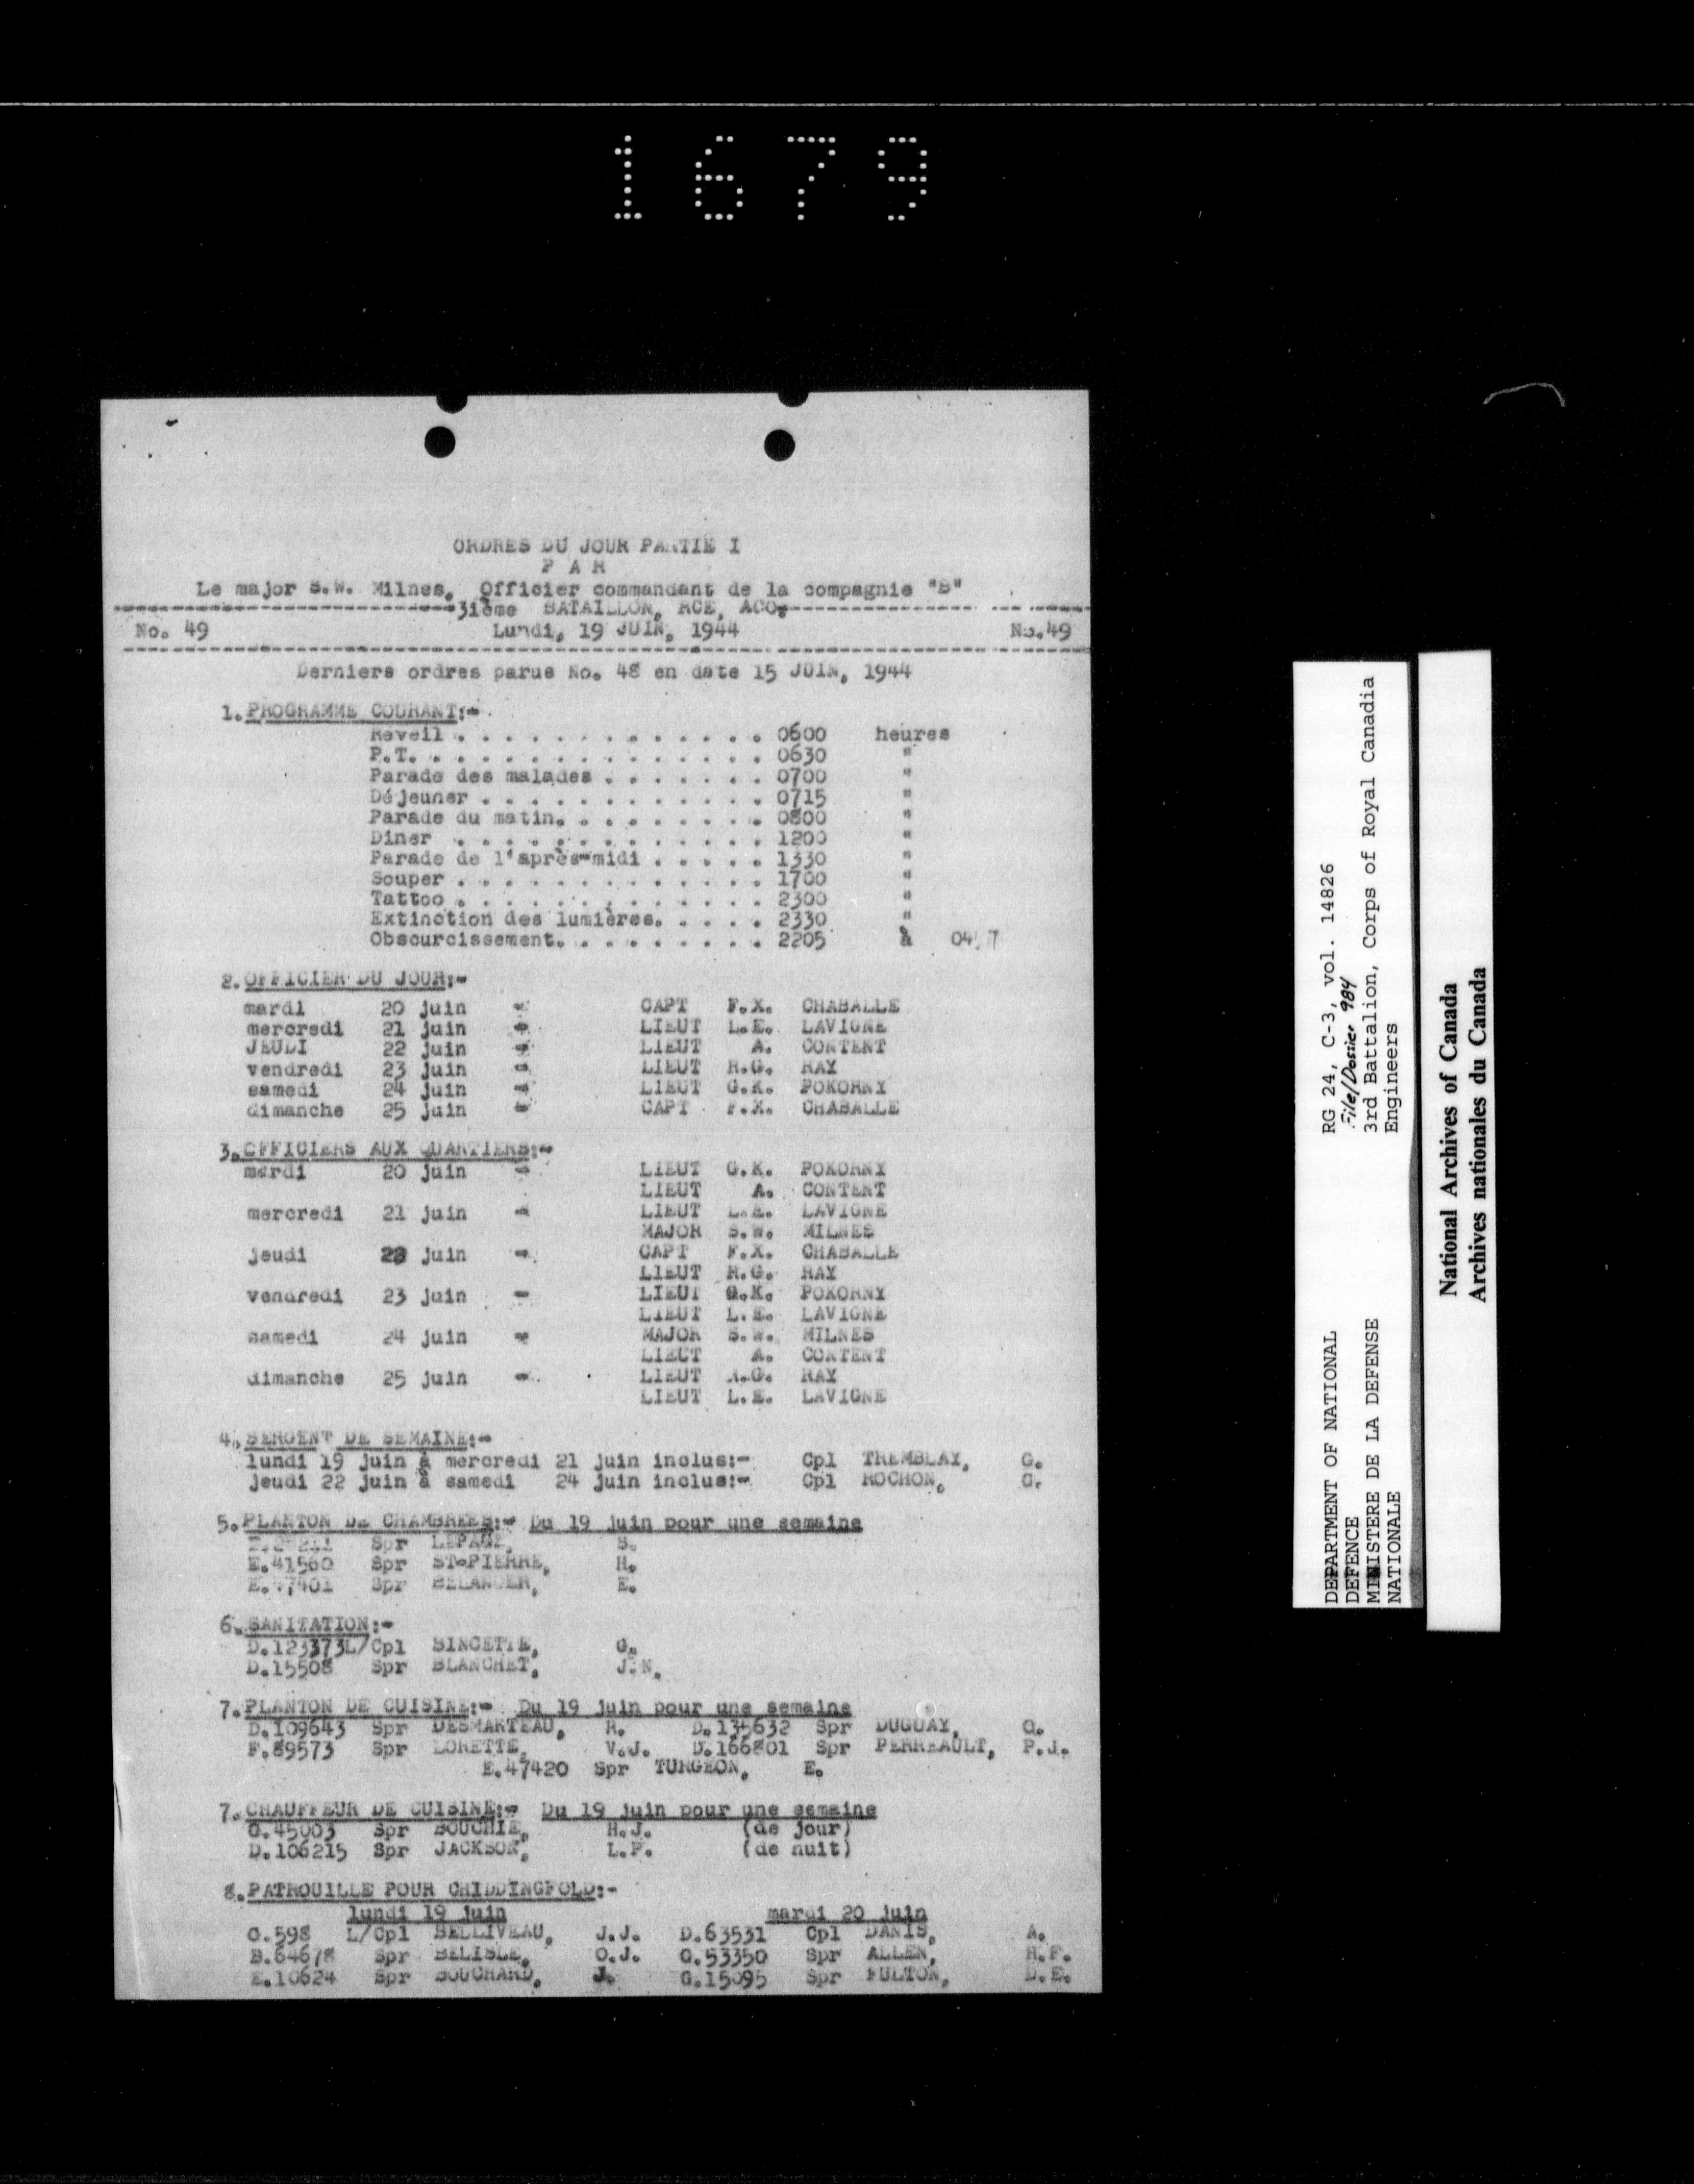 1679
ORDRES DU JOUR PARTIE I
P A R
Le major S.W. Milnes, Officier commandant de la compagnie "B"
3ième BATAILLON, RCE, ACO.
No. 49 Lundi, 19 JUIN, 1944 No.49
Derniers ordres parus No. 48 en date 15 JUIN, 1944
1. PROGRAMME COURANT:-
Reveil . . . . . . . . . . . . . 0600 heures
P.T. . . . . . . . . . . . . . . 0630 "
Parade des malades . . . . . . . 0700 "
Déjeuner . . . . . . . . . . . . 0715 "
Parade du matin. . . . . . . . . 0800 "
Diner . . . . . . . . . . . . . 1200 "
Parade de l'après-midi . . . . . 1330 "
Souper . . . . . . . . . . . . . 1700 "
Tattoo . . . . . . . . . . . . . 2300 "
Extinction des lumières. . . . . 2330 "
Obscurcissement. . . . . . . . . 2205 à
2. OFFICIER DU JOUR:-
mardi 20 juin - CAPT F.X. CHABALLE
mercredi 21 juin - LIEUT L.E. LAVIGNE
JEUDI 22 juin - LIEUT A. CONTENT
vendredi 23 juin - LIEUT R.G. RAY
samedi 24 juin - LIEUT G.K. POKORNY
dimanche 25 juin - CAPT F.X. CHABALLE
3. OFFICIERS AUX QUARTIERS:-
mardi 20 juin - LIEUT G.K. POKORNY
LIEUT A. CONTENT
mercredi 21 juin - LIEUT L.E. LAVIGNE
MAJOR S.W. MILNES
jeudi 22 juin - CAPT F.X. CHABALLE
LIEUT R.G. RAY
vendredi 23 juin - LIEUT G.K. POKORNY
LIEUT L.E. LAVIGNE
samedi 24 juin - MAJOR S.W. MILNES
LIEUT A. CONTENT
dimanche 25 juin - LIEUT R.G. RAY
LIEUT L.E. LAVIGNE
4. SERGENT DE SEMAINE:-
lundi 19 juin à mercredi 21 juin inclus:- Cpl TREMBLAY, G.
jeudi 22 juin à samedi 24 juin inclus:- Cpl ROCHON, G.
5. PLANTON DE CHAMBREES:- Du 19 juin pour une semaine
Spr LEPAGE, S.
E.41560 Spr ST-PIERRE, H.
Spr BELANGER, E.
6. SANITATION:-
D.123373L/Cpl SINCETTE, G.
D.15508 Spr BLANCHET, J.N.
7. PLANTON DE CUISINE:- Du 19 juin pour une semaine
D.109643 Spr DESMARTEAU, R. D.135632 Spr DUGUAY, O.
F.89573 Spr LORETTE, V.J. D.166801 Spr PERREAULT, P.J.
E.47420 Spr TURGEON, E.
7. CHAUFFEUR DE CUISINE:- Du 19 juin pour une semaine
G.45003 Spr BOUCHIE, H.J. (de jour)
D.106215 Spr JACKSON, L.P. (de nuit)
8. PATROUILLE POUR CHIDDINGFOLD:-
lundi 19 juin mardi 20 juin
G.598 L/Cpl BELLIVEAU, J.J. D.63531 Cpl DANIS, A.
B.64678 Spr BELISLE, O.J. G.53350 Spr ALLEN, H.F.
E.10624 Spr BOUCHARD, J. G.15095 Spr FULTON, D.E.
DEPARTMENT OF NATIONAL DEFENCE
MINISTERE DE LA DEFENSE NATIONALE
RG 24, C-3, vol. 14826
File/Dossier 984
3rd Battalion, Corps of Royal Canadia
Engineers
National Archives of Canada
Archives nationales du Canada